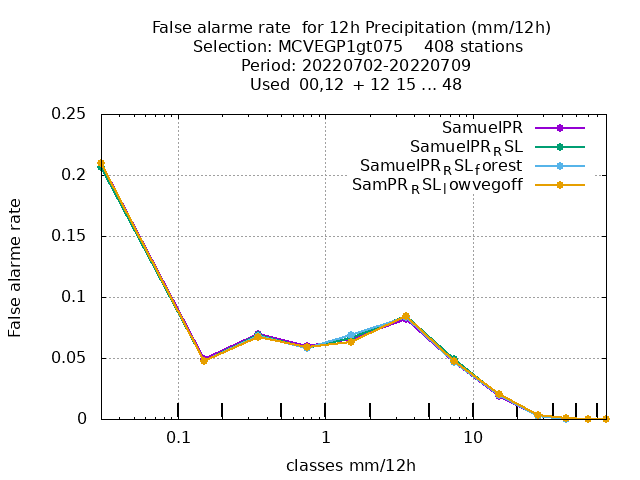 False alarme rate  for 12h Precipitation (mm/12h)
Selection: MCVEGP1gt075    408 stations
Period: 20220702-20220709
Used  00,12  + 12 15 ... 48
SamuelPR
SamuelPR_RSL
SamuelPR_RSL_forest
SamPR_RSL_lowvegoff
0.25
0.2
0.15
0.1
0.05
0
False alarme rate
0.1 1 10
classes mm/12h